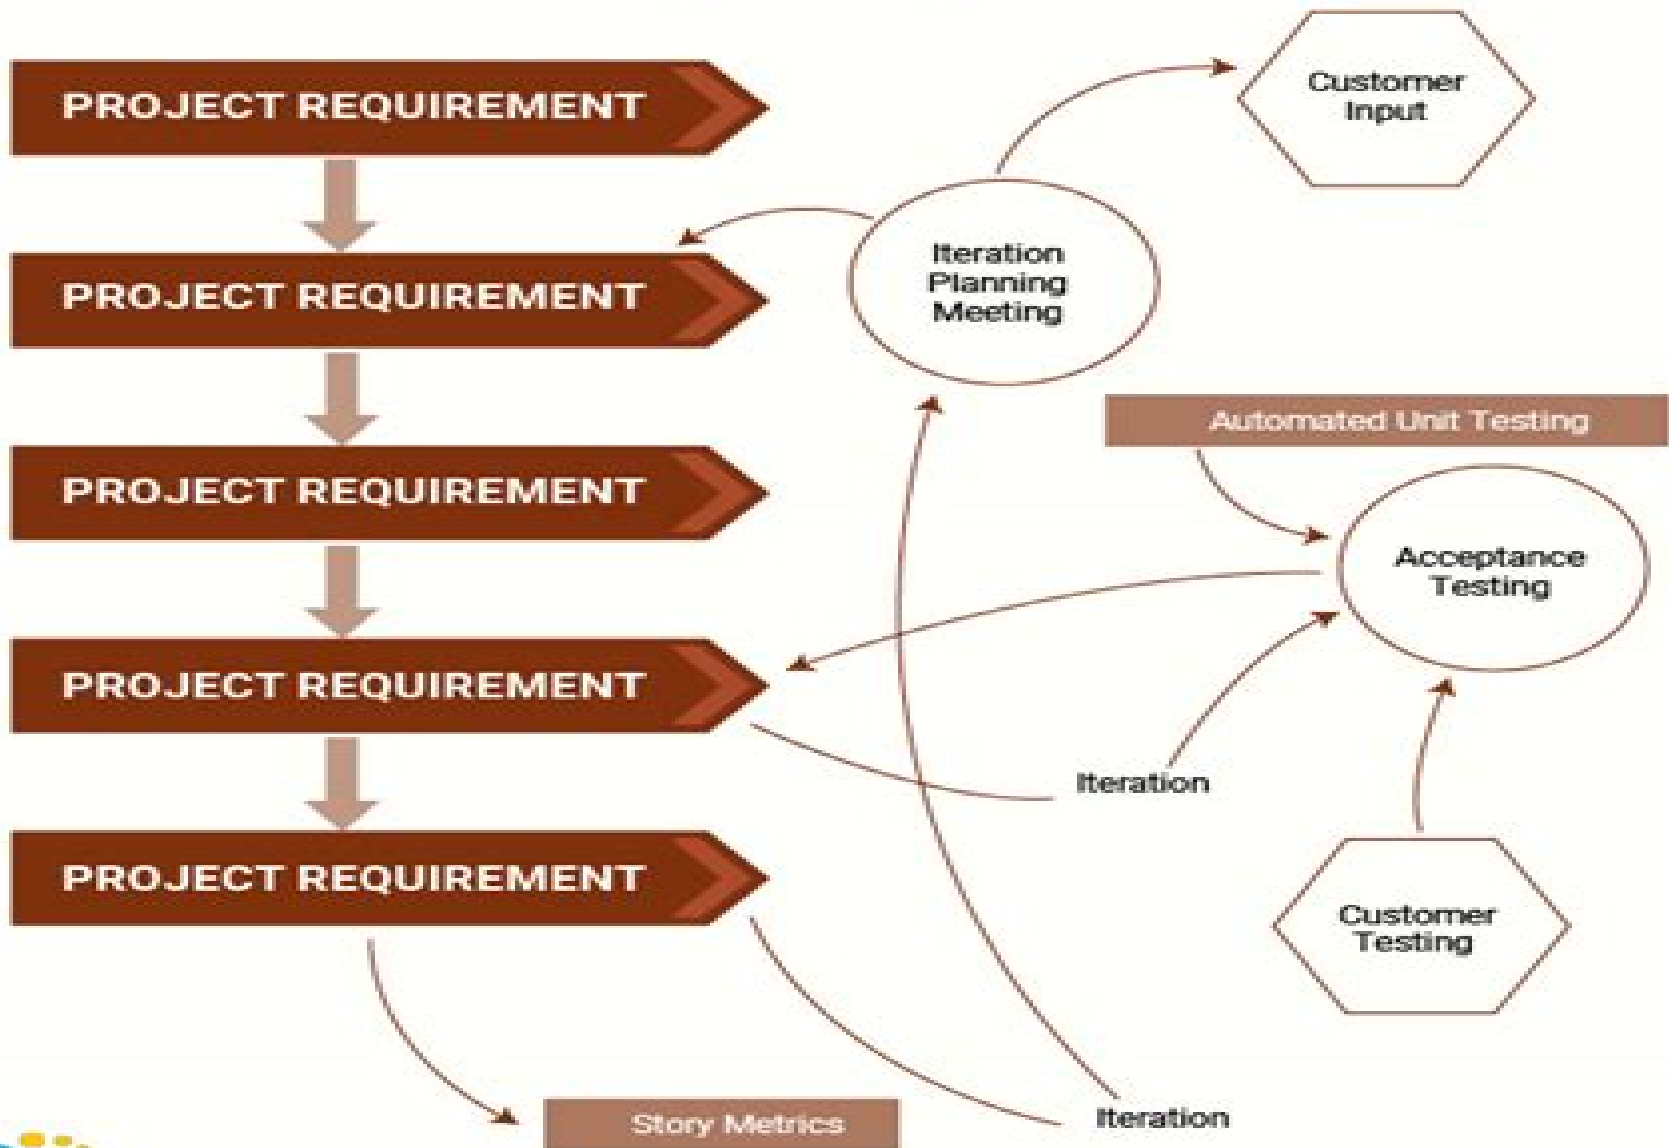 PROJECT REQUIREMENT
Customer
Input
PROJECT REQUIREMENT
Iteration
Planning
Meeting
PROJECT REQUIREMENT
Automated Unit Testing
Acceptance
Testing
PROJECT REQUIREMENT
Iteration
PROJECT REQUIREMENT
Customer
Testing
Story Metrics
Iteration